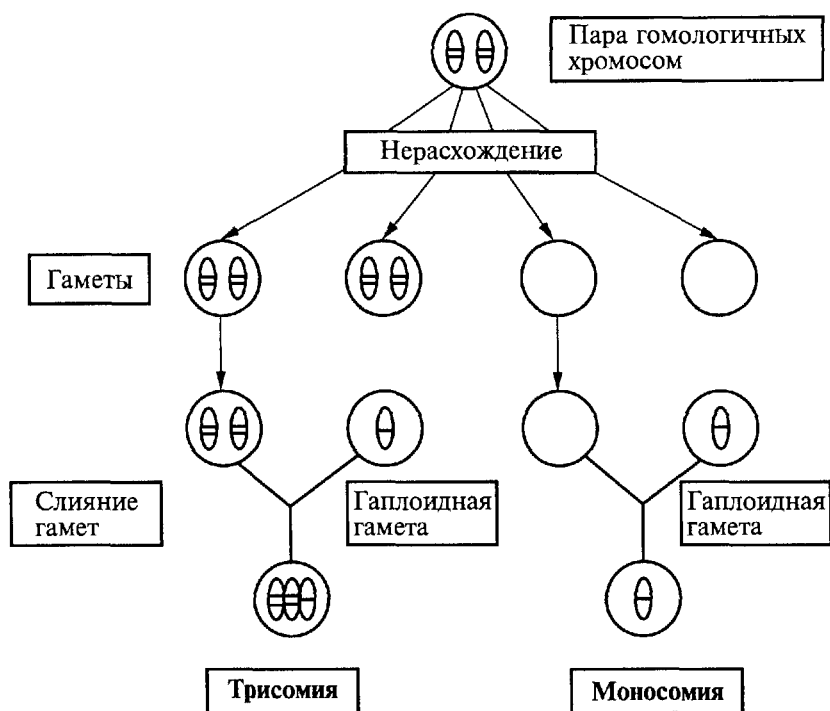 Пара гомологичных
хромосом
Нерасхождение
Гаметы
Слияние
гамет
Гаплоидная
гамета
Гаплоидная
гамета
Трисомия
Моносомия